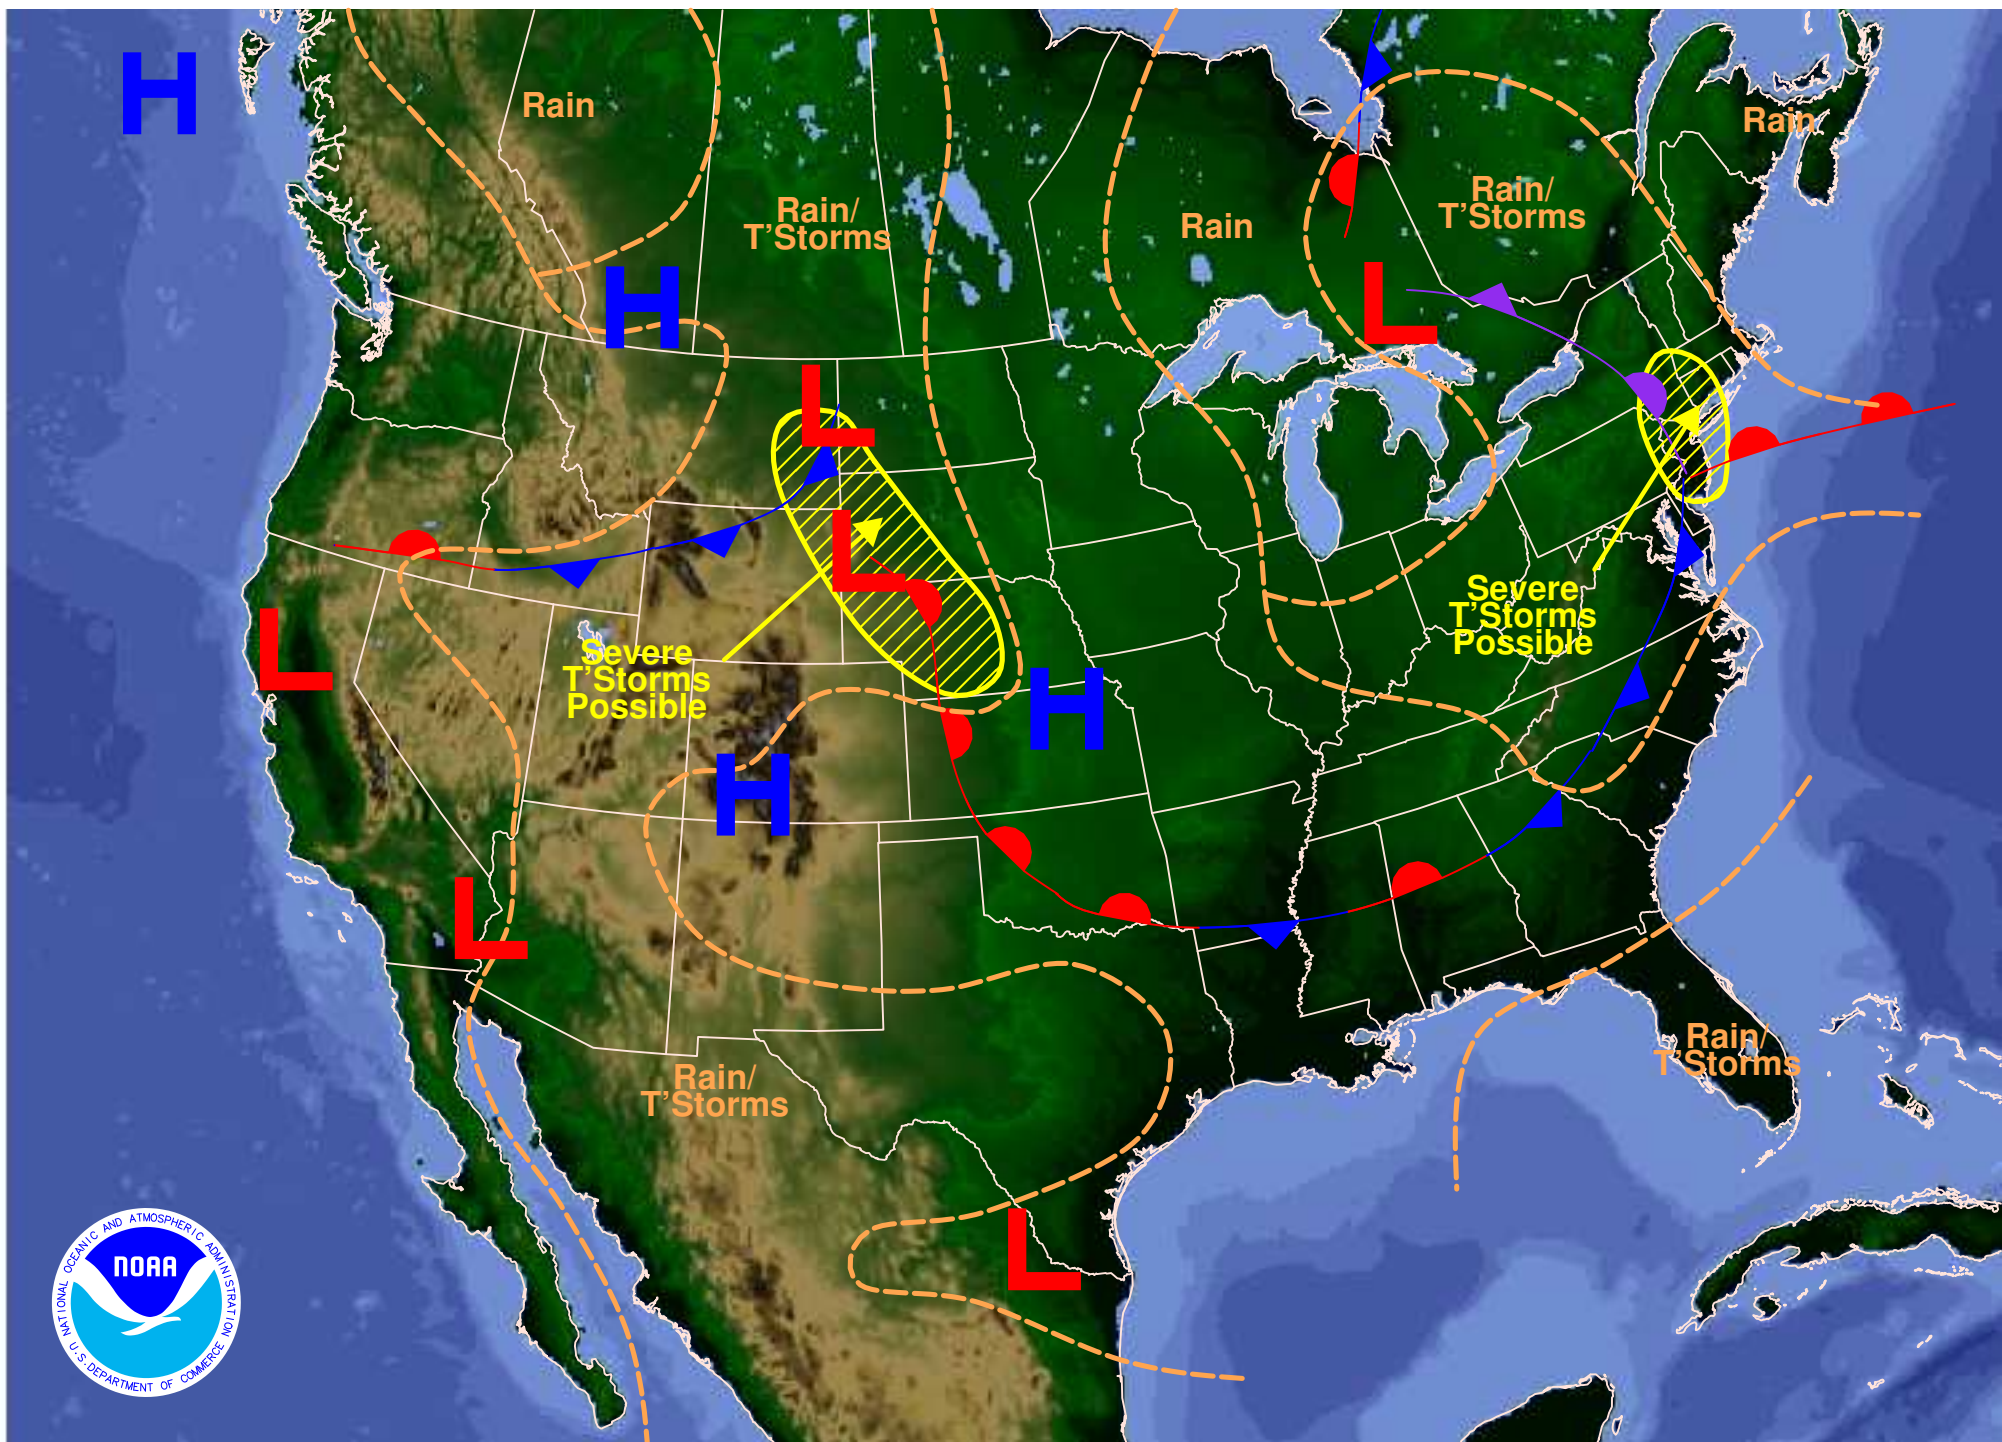 H
Rain
Rain
Rain/
T'Storms
Rain/
T'Storms
Rain
H
L
L
L
L
Severe
T'Storms
Possible
Severe
T'Storms
Possible
L
H
H
L
Rain/
T'Storms
Rain/
T'Storms
L
NATIONAL OCEANIC AND ATMOSPHERIC ADMINISTRATION
NOAA
U.S. DEPARTMENT OF COMMERCE